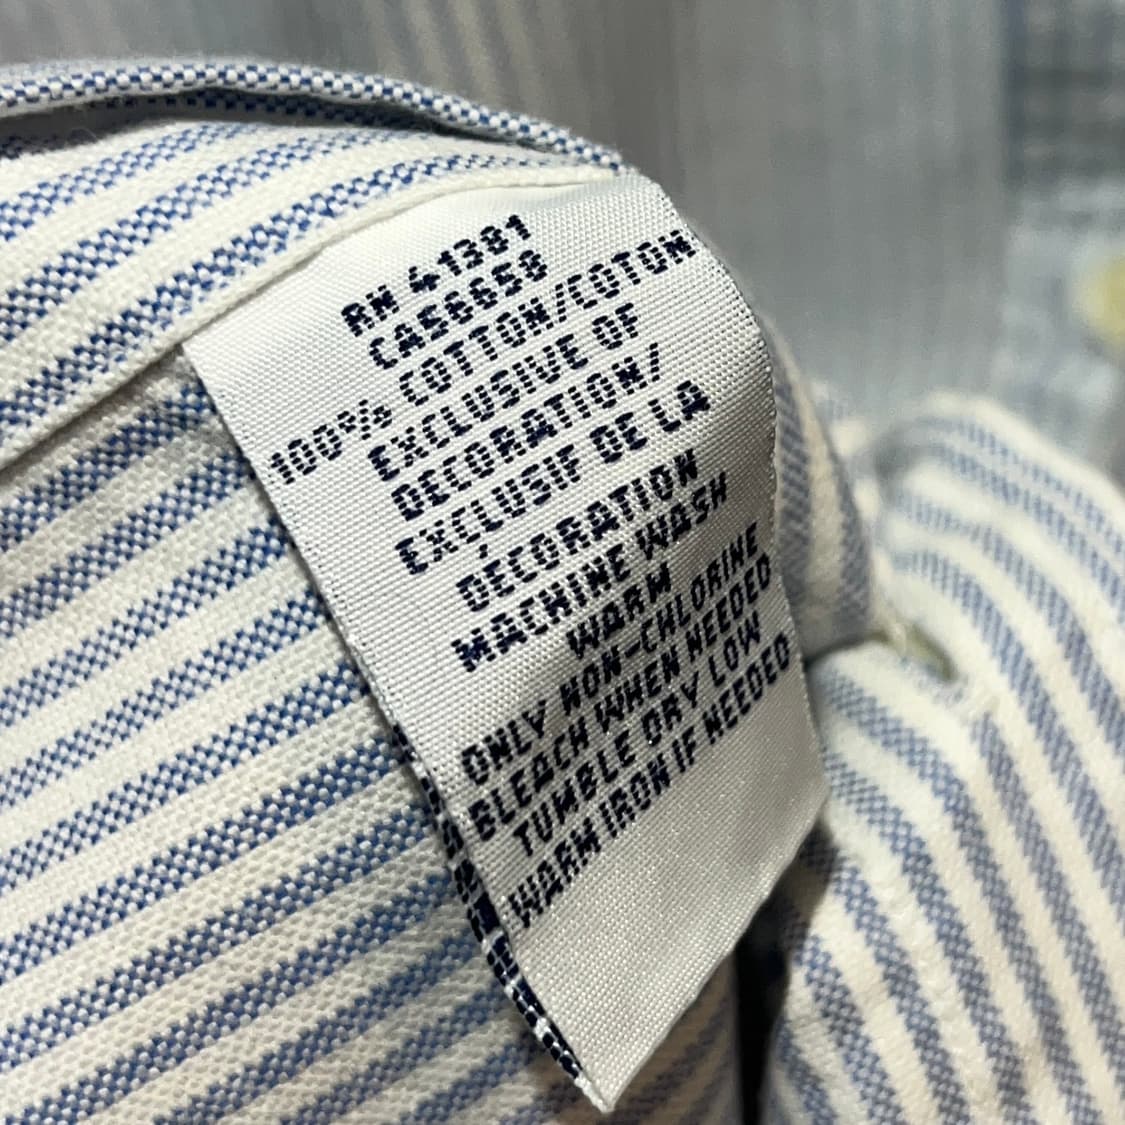 RN 41381
CA56658
100% COTTON/COTON
EXCLUSIVE OF
DECORATION/
EXCLUSIF DE LA
DÉCORATION
MACHINE WASH
WARM
ONLY NON-CHLORINE
BLEACH WHEN NEEDED
TUMBLE DRY LOW
WARM IRON IF NEEDED